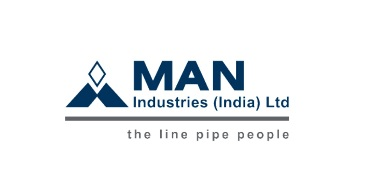 MAN
Industries (India) Ltd
the line pipe people